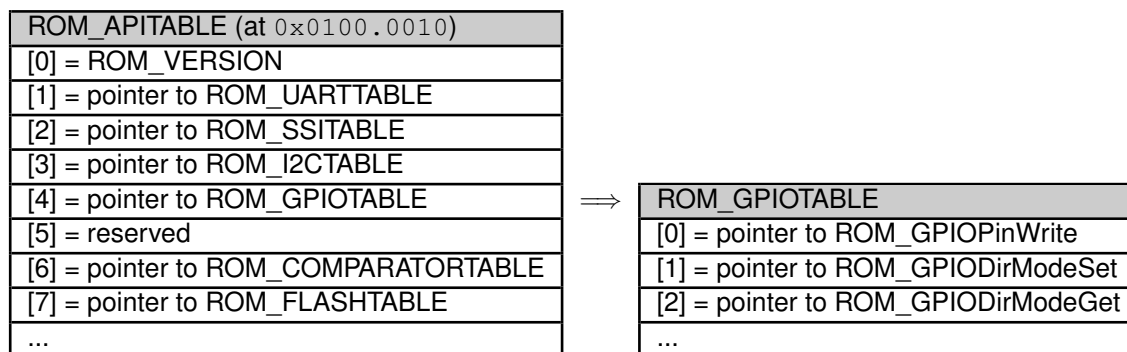 ROM_APITABLE (at 0x0100.0010)
[0] = ROM_VERSION
[1] = pointer to ROM_UARTTABLE
[2] = pointer to ROM_SSITABLE
[3] = pointer to ROM_I2CTABLE
[4] = pointer to ROM_GPIOTABLE
[5] = reserved
[6] = pointer to ROM_COMPARATORTABLE
[7] = pointer to ROM_FLASHTABLE
...
⟹
ROM_GPIOTABLE
[0] = pointer to ROM_GPIOPinWrite
[1] = pointer to ROM_GPIODirModeSet
[2] = pointer to ROM_GPIODirModeGet
...